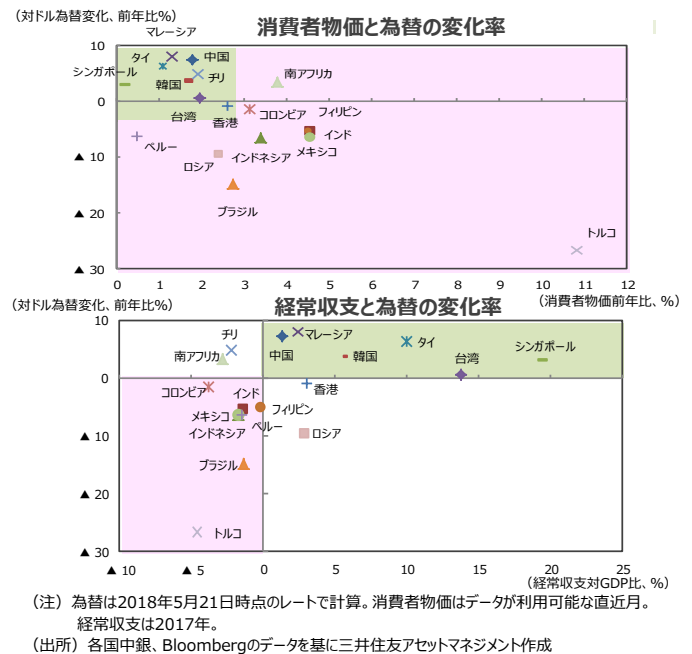 (対ドル為替変化、前年比%)
消費者物価と為替の変化率
マレーシア
タイ
中国
シンガポール
韓国
チリ
南アフリカ
台湾
香港
コロンビア
フィリピン
インド
ペルー
ロシア
インドネシア
メキシコ
ブラジル
トルコ
10
0
▲ 10
▲ 20
▲ 30
0 1 2 3 4 5 6 7 8 9 10 11 12
(消費者物価前年比、%)
(対ドル為替変化、前年比%)
経常収支と為替の変化率
チリ
南アフリカ
中国
マレーシア
韓国
タイ
台湾
シンガポール
コロンビア
インド
香港
メキシコ
フィリピン
インドネシア
ペルー
ロシア
ブラジル
トルコ
10
0
▲ 10
▲ 20
▲ 30
▲ 10 ▲ 5 0 5 10 15 20 25
(経常収支対GDP比、%)
(注)為替は2018年5月21日時点のレートで計算。消費者物価はデータが利用可能な直近月。
経常収支は2017年。
(出所)各国中銀、Bloombergのデータを基に三井住友アセットマネジメント作成